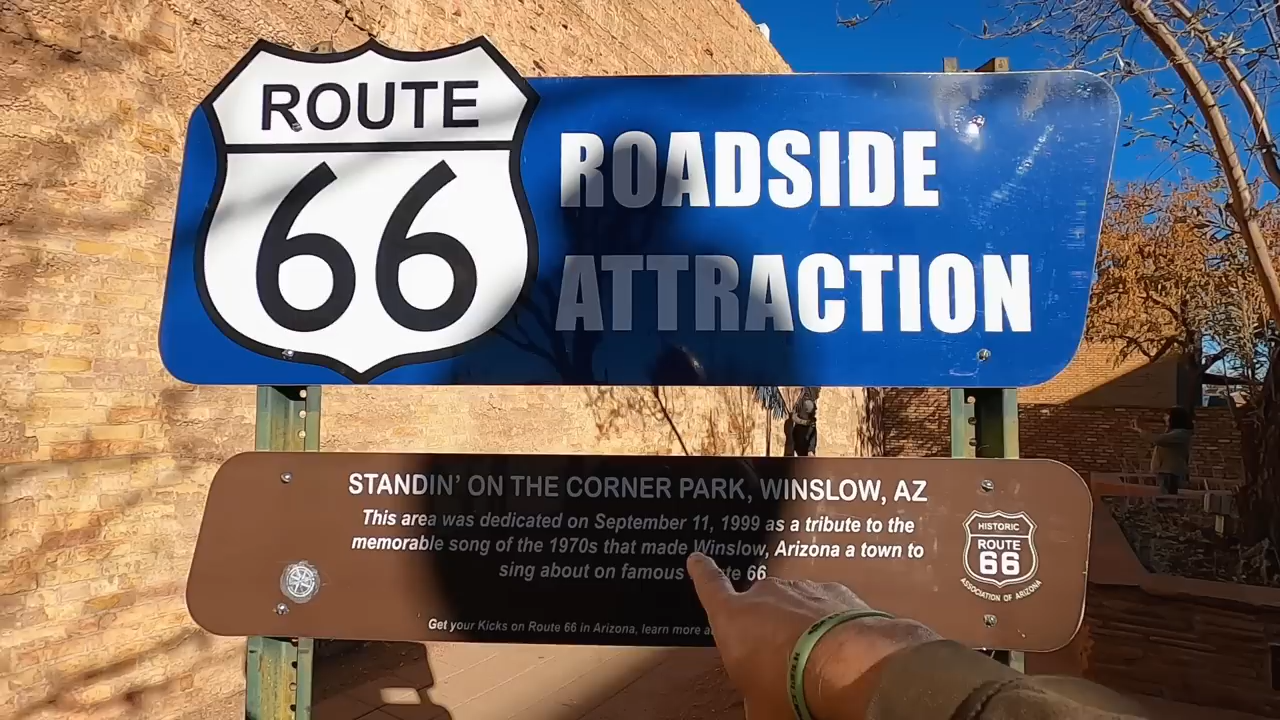 ROUTE
66
ROADSIDE
ATTRACTION
STANDIN' ON THE CORNER PARK, WINSLOW, AZ
This area was dedicated on September 11, 1999 as a tribute to the
memorable song of the 1970s that made Winslow, Arizona a town to
sing about on famous 66
Get your Kicks on Route 66 in Arizona, learn more
HISTORIC
ROUTE
66
ASSOCIATION OF ARIZONA